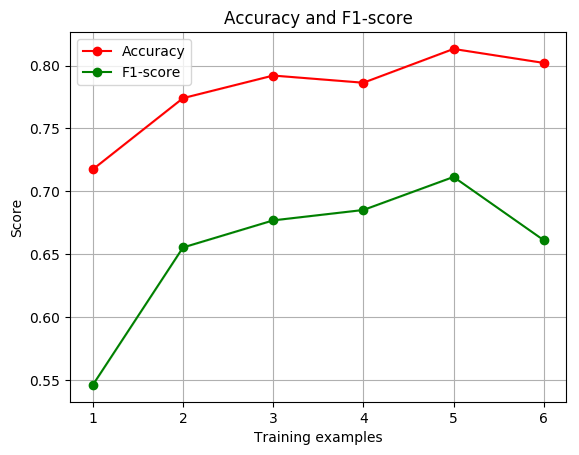 Accuracy and F1-score
Accuracy
F1-score
0.80
0.75
0.70
0.65
0.60
0.55
Score
1 2 3 4 5 6
Training examples